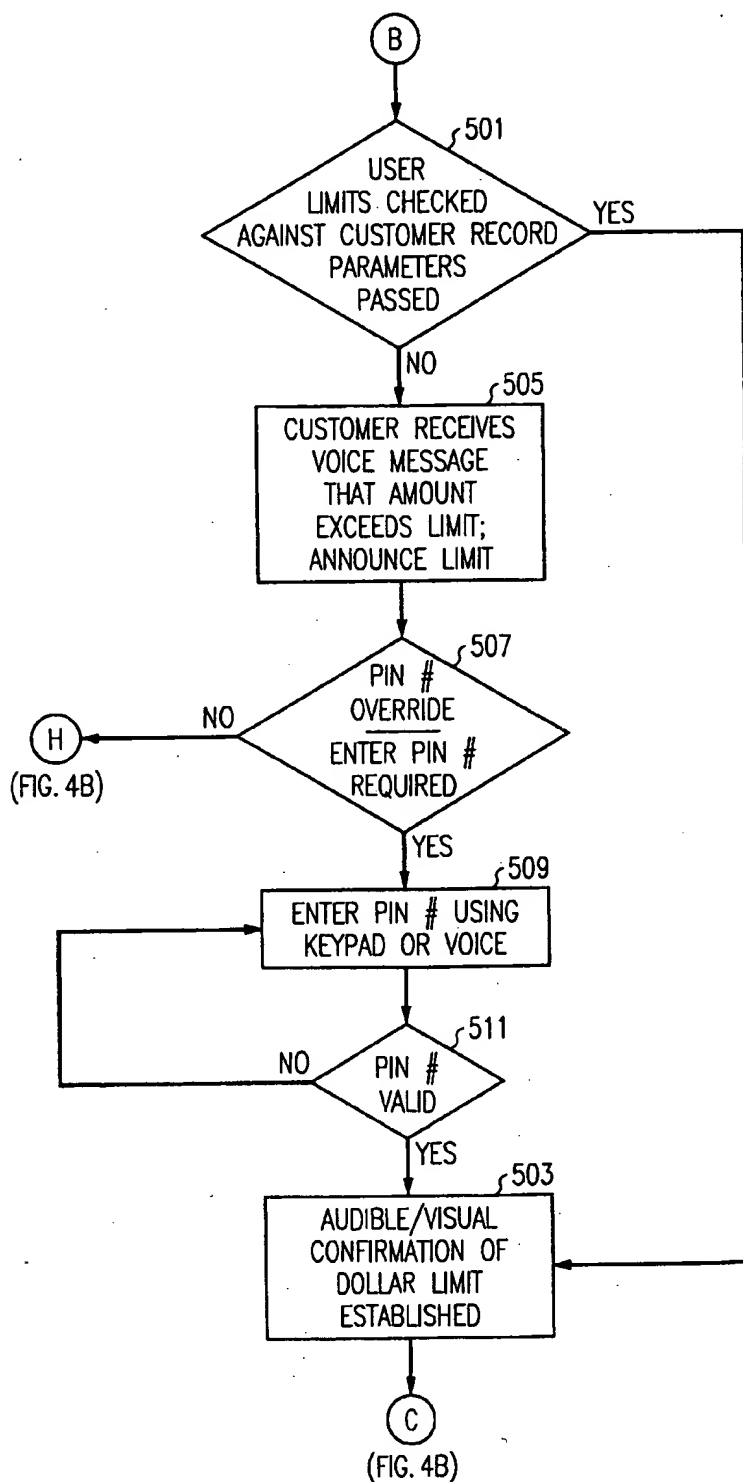 B
501
USER
LIMITS CHECKED
AGAINST CUSTOMER RECORD
PARAMETERS
PASSED
YES
NO
505
CUSTOMER RECEIVES
VOICE MESSAGE
THAT AMOUNT
EXCEEDS LIMIT;
ANNOUNCE LIMIT
507
PIN #
OVERRIDE
ENTER PIN #
REQUIRED
NO
H
(FIG. 4B)
YES
509
ENTER PIN # USING
KEYPAD OR VOICE
511
PIN #
VALID
NO
YES
503
AUDIBLE/VISUAL
CONFIRMATION OF
DOLLAR LIMIT
ESTABLISHED
C
(FIG. 4B)